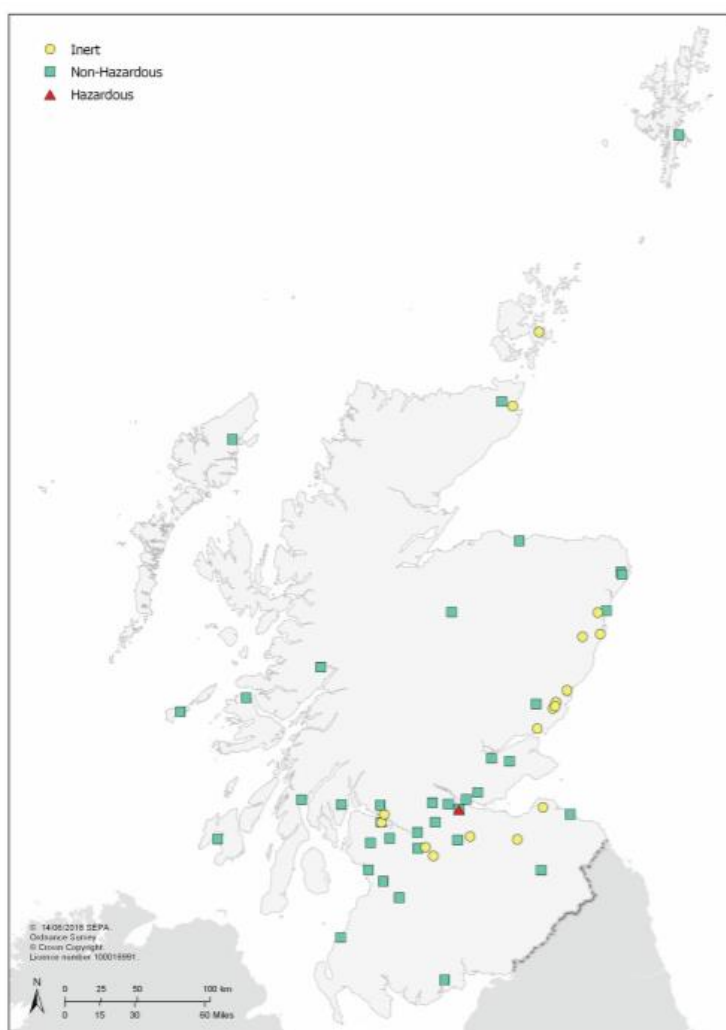 Inert
Non-Hazardous
Hazardous
© 14/06/2018 SEPA.
Ordnance Survey
© Crown Copyright.
Licence number 100016991.
N
0 25 50 100 km
0 15 30 60 Miles